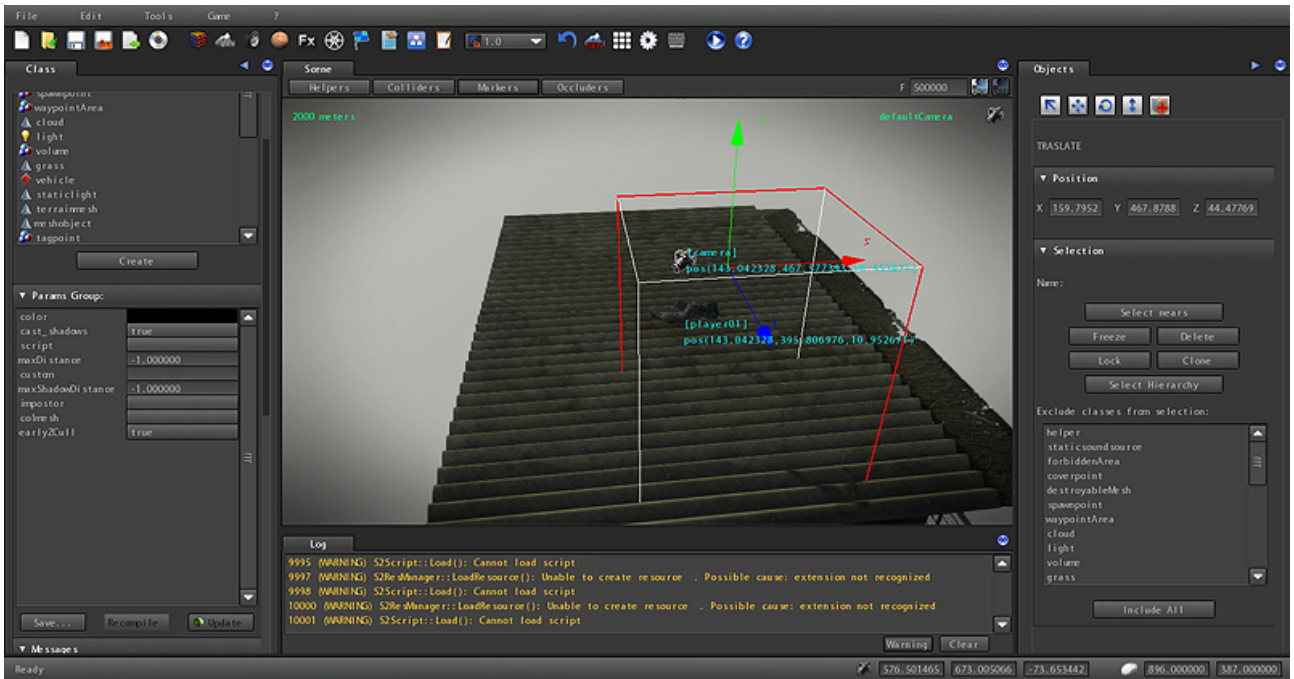 File Edit Tools Game ?
Fx 1.0
Class
spawnpoint
waypointArea
cloud
light
volume
grass
vehicle
staticlight
terrainmesh
meshobject
tagpoint
Create
Params Group:
color
cast_shadows true
script
maxDistance -1.000000
custom
maxShadowDistance -1.000000
impostor
colmesh
earlyZCull true
Save... Recompile Update
Messages
Scene
Helpers Colliders Markers Occluders F 500000
2000 meters defaultCamera
[camera]
[player01]
pos(143.042328,395.806976,10.952671)
Log
9995 (WARNING) S2Script::Load(): Cannot load script
9997 (WARNING) S2ResManager::LoadResource(): Unable to create resource . Possible cause: extension not recognized
9998 (WARNING) S2Script::Load(): Cannot load script
10000 (WARNING) S2ResManager::LoadResource(): Unable to create resource . Possible cause: extension not recognized
10001 (WARNING) S2Script::Load(): Cannot load script
Warning Clear
Objects
TRASLATE
Position
X 159.7952 Y 467.8788 Z 44.47769
Selection
Name:
Select nears
Freeze Delete
Lock Clone
Select Hierarchy
Exclude classes from selection:
helper
staticsoundsource
forbiddenArea
coverpoint
destroyableMesh
spawnpoint
waypointArea
cloud
light
volume
grass
Include All
Ready 576.501465 673.005066 -73.653442 896.000000 387.000000